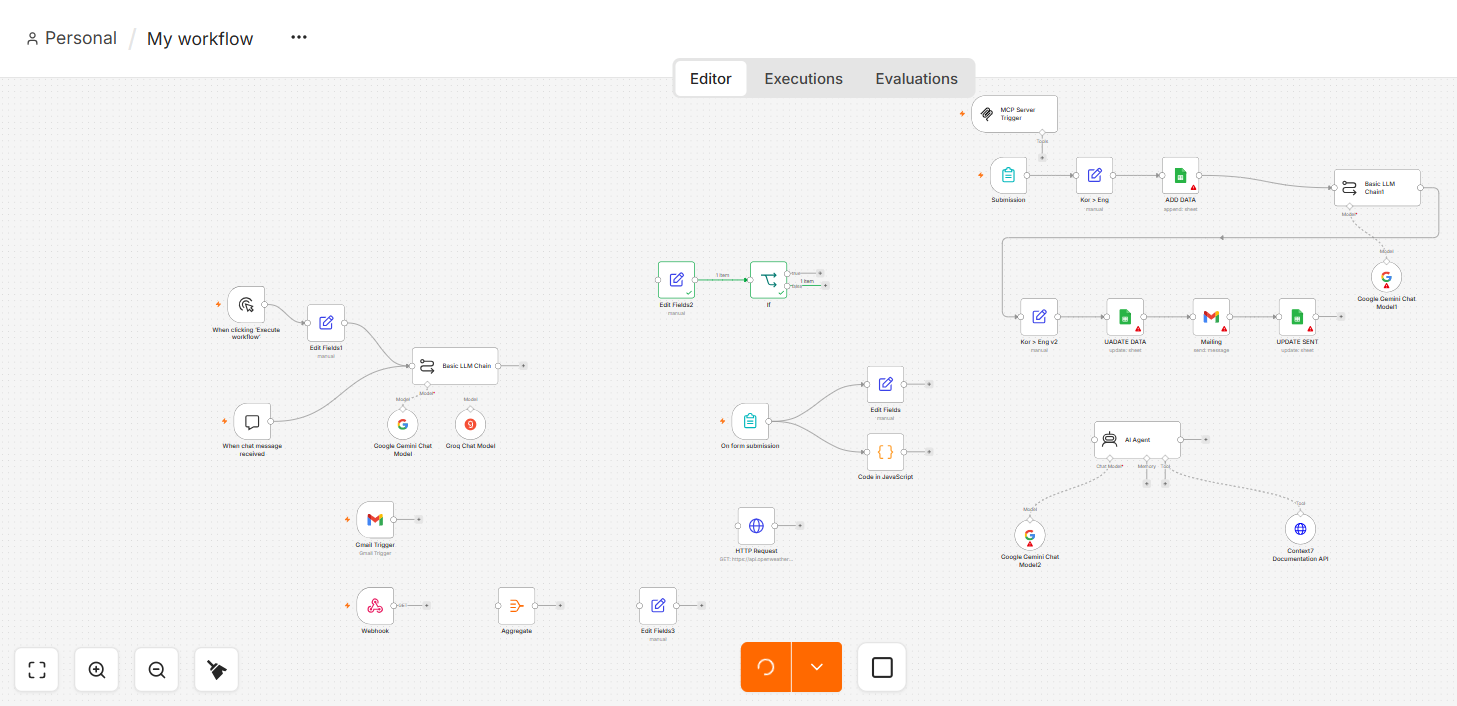 Personal / My workflow ...
Editor Executions Evaluations
MCP Server
Trigger
Tools
Submission
Kor > Eng
manual
ADD DATA
append: sheet
Basic LLM
Chain1
Model*
Model
Google Gemini Chat
Model1
Edit Fields2
manual
1 item
If
true
1 item
false
When clicking 'Execute
workflow'
Edit Fields1
manual
Kor > Eng v2
manual
UADATE DATA
update: sheet
Mailing
send: message
UPDATE SENT
update: sheet
Basic LLM Chain
Model*
Model
Model
Google Gemini Chat
Model
Groq Chat Model
When chat message
received
On form submission
Edit Fields
manual
Code in JavaScript
AI Agent
Chat Model*
Memory
Tool
Model
Google Gemini Chat
Model2
Tool
Context7
Documentation API
Gmail Trigger
Gmail Trigger
HTTP Request
GET: https://api.openweather...
Webhook
GET
Aggregate
Edit Fields3
manual